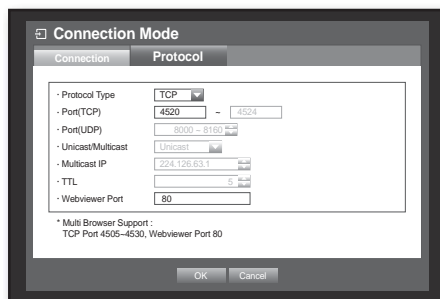 Connection Mode
Connection Protocol
· Protocol Type TCP
· Port(TCP) 4520 ~ 4524
· Port(UDP) 8000 ~ 8160
· Unicast/Multicast Unicast
· Multicast IP 224.126.63.1
· TTL 5
· Webviewer Port 80
* Multi Browser Support :
TCP Port 4505~4530, Webviewer Port 80
OK Cancel